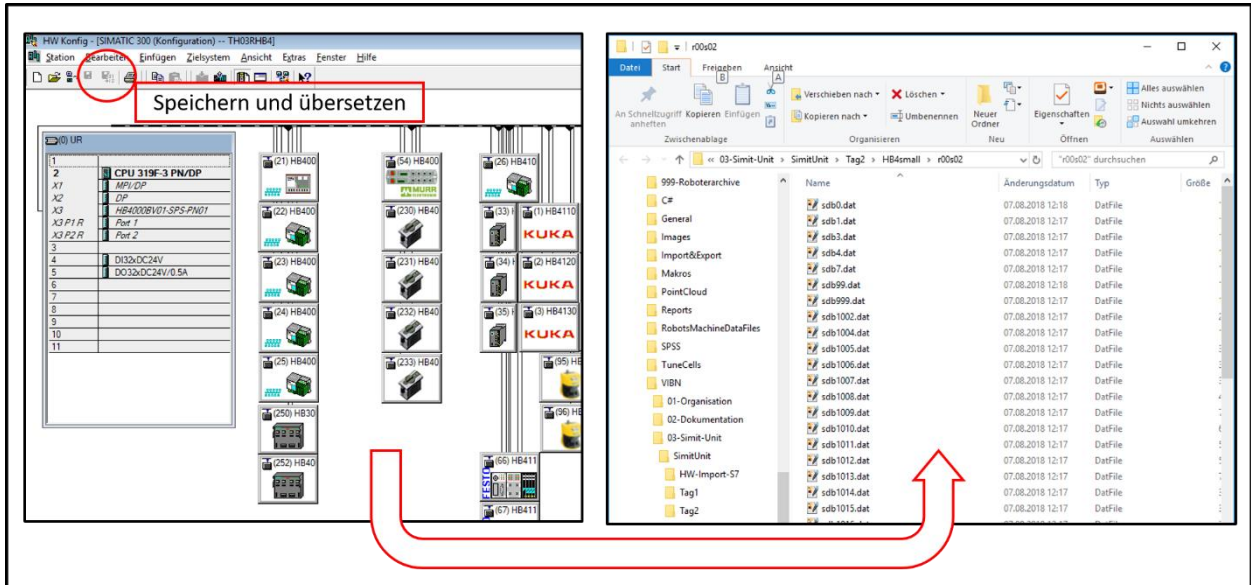 HW Konfig - [SIMATIC 300 (Konfiguration) -- TH03RHB4]
Station Bearbeiten Einfügen Zielsystem Ansicht Extras Fenster Hilfe
Speichern und übersetzen
(0) UR
1
2 CPU 319F-3 PN/DP
X1 MPI/DP
X2 DP
X3 HB4000BV01-SPS-PN01
X3 P1 R Port 1
X3 P2 R Port 2
3
4 DI32xDC24V
5 DO32xDC24V/0.5A
6
7
8
9
10
11
(21) HB400
(22) HB400
(23) HB400
(24) HB400
(25) HB400
(250) HB30
(252) HB40
(54) HB400
MURR
(230) HB40
(231) HB40
(232) HB40
(233) HB40
(26) HB410
(33) H
(1) HB4110
KUKA
(34) H
(2) HB4120
KUKA
(35) H
(3) HB4130
KUKA
(95) HB
(96) HB
(66) HB411
FESTO
(67) HB411
r00s02
Datei Start Freigeben Ansicht
B A
An Schnellzugriff anheften
Kopieren Einfügen
Zwischenablage
Verschieben nach
Kopieren nach
Löschen
Umbenennen
Organisieren
Neuer Ordner
Neu
Eigenschaften
Öffnen
Alles auswählen
Nichts auswählen
Auswahl umkehren
Auswählen
« 03-Simit-Unit > SimitUnit > Tag2 > HB4small > r00s02
"r00s02" durchsuchen
999-Roboterarchive
C#
General
Images
Import&Export
Makros
PointCloud
Reports
RobotsMachineDataFiles
SPSS
TuneCells
VIBN
01-Organisation
02-Dokumentation
03-Simit-Unit
SimitUnit
HW-Import-S7
Tag1
Tag2
Name Änderungsdatum Typ Größe
sdb0.dat 07.08.2018 12:18 DatFile
sdb1.dat 07.08.2018 12:17 DatFile
sdb3.dat 07.08.2018 12:17 DatFile
sdb4.dat 07.08.2018 12:17 DatFile
sdb7.dat 07.08.2018 12:17 DatFile
sdb99.dat 07.08.2018 12:18 DatFile
sdb999.dat 07.08.2018 12:17 DatFile
sdb1002.dat 07.08.2018 12:17 DatFile
sdb1004.dat 07.08.2018 12:17 DatFile
sdb1005.dat 07.08.2018 12:17 DatFile
sdb1006.dat 07.08.2018 12:17 DatFile
sdb1007.dat 07.08.2018 12:17 DatFile
sdb1008.dat 07.08.2018 12:17 DatFile
sdb1009.dat 07.08.2018 12:17 DatFile
sdb1010.dat 07.08.2018 12:17 DatFile
sdb1011.dat 07.08.2018 12:17 DatFile
sdb1012.dat 07.08.2018 12:17 DatFile
sdb1013.dat 07.08.2018 12:17 DatFile
sdb1014.dat 07.08.2018 12:17 DatFile
sdb1015.dat 07.08.2018 12:17 DatFile